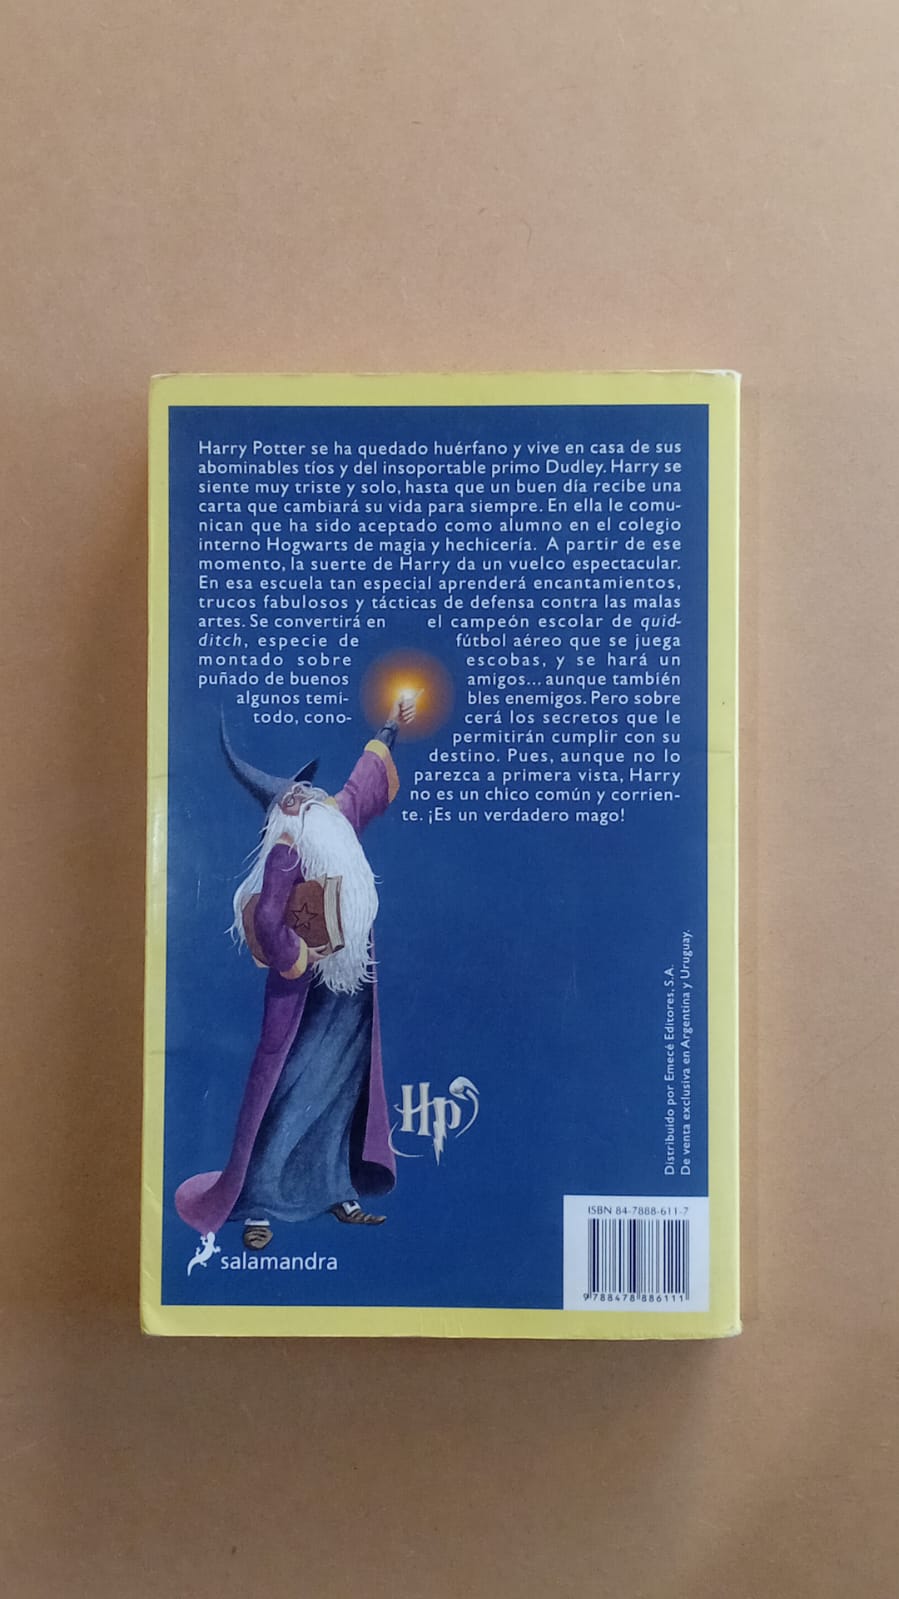 Harry Potter se ha quedado huérfano y vive en casa de sus
abominables tíos y del insoportable primo Dudley. Harry se
siente muy triste y solo, hasta que un buen día recibe una
carta que cambiará su vida para siempre. En ella le comu-
nican que ha sido aceptado como alumno en el colegio
interno Hogwarts de magia y hechicería. A partir de ese
momento, la suerte de Harry da un vuelco espectacular.
En esa escuela tan especial aprenderá encantamientos,
trucos fabulosos y tácticas de defensa contra las malas
artes. Se convertirá en el campeón escolar de quid-
ditch, especie de fútbol aéreo que se juega
montado sobre escobas, y se hará un
puñado de buenos amigos... aunque también
algunos temi- bles enemigos. Pero sobre
todo, cono- cerá los secretos que le
permitirán cumplir con su
destino. Pues, aunque no lo
parezca a primera vista, Harry
no es un chico común y corrien-
te. ¡Es un verdadero mago!
Distribuido por Emecé Editores, S.A.
De venta exclusiva en Argentina y Uruguay.
HP
ISBN 84-7888-611-7
9 788478 886111
salamandra